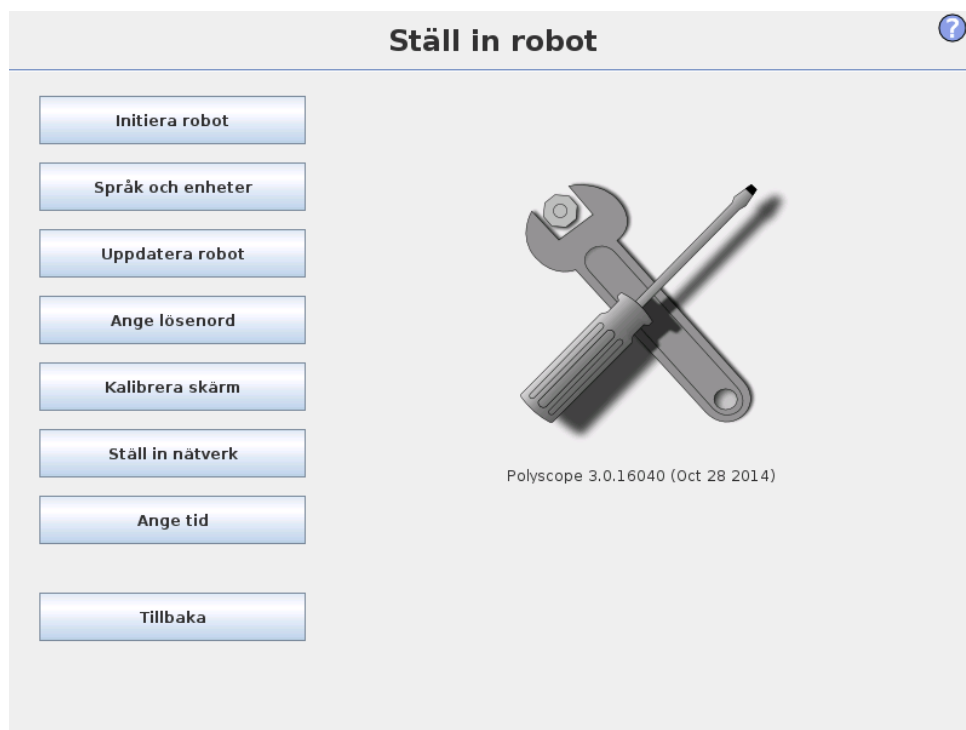 Ställ in robot
?
Initiera robot
Språk och enheter
Uppdatera robot
Ange lösenord
Kalibrera skärm
Ställ in nätverk
Ange tid
Tillbaka
Polyscope 3.0.16040 (Oct 28 2014)